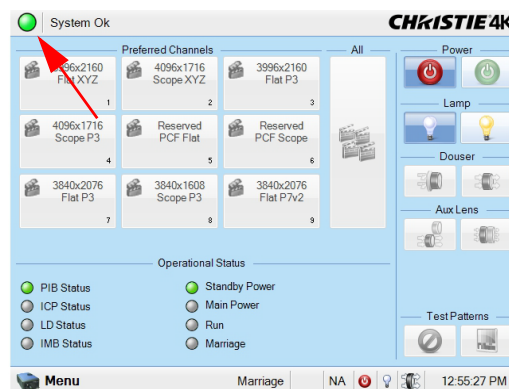 System Ok
CHRISTIE 4K
Preferred Channels
All
Power
4096x2160
Flat XYZ
1
4096x1716
Scope XYZ
2
3996x2160
Flat P3
3
Lamp
4096x1716
Scope P3
4
Reserved
PCF Flat
5
Reserved
PCF Scope
6
Douser
3840x2076
Flat P3
7
3840x1608
Scope P3
8
3840x2076
Flat P7v2
9
Aux Lens
Operational Status
PIB Status
Standby Power
ICP Status
Main Power
LD Status
Run
IMB Status
Marriage
Test Patterns
Menu
Marriage
NA
12:55:27 PM